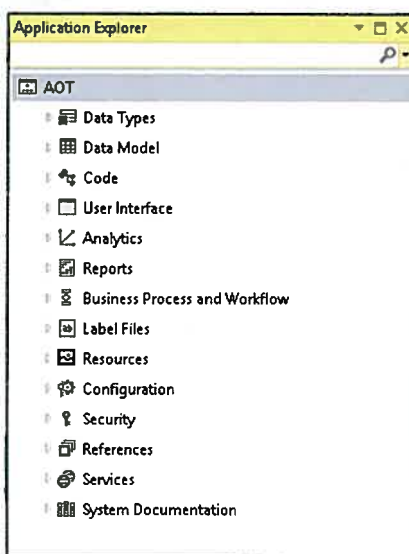 Application Explorer
AOT
Data Types
Data Model
Code
User Interface
Analytics
Reports
Business Process and Workflow
Label Files
Resources
Configuration
Security
References
Services
System Documentation